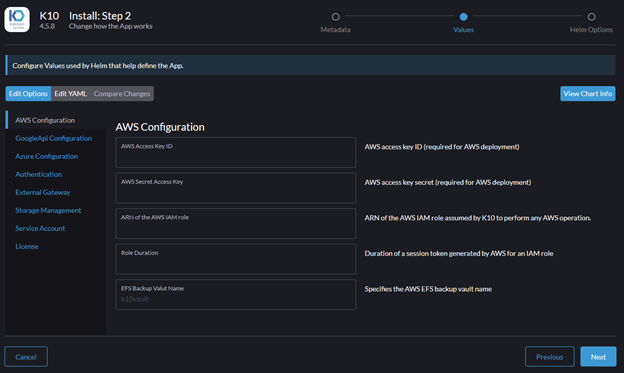 K10
Install: Step 2
4.5.8
Change how the App works
Metadata
Values
Helm Options
Configure Values used by Helm that help define the App.
Edit Options
Edit YAML
Compare Changes
View Chart Info
AWS Configuration
GoogleApi Configuration
Azure Configuration
Authentication
External Gateway
Storage Management
Service Account
License
AWS Configuration
AWS Access Key ID
AWS access key ID (required for AWS deployment)
AWS Secret Access Key
AWS access key secret (required for AWS deployment)
ARN of the AWS IAM role
ARN of the AWS IAM role assumed by K10 to perform any AWS operation.
Role Duration
Duration of a session token generated by AWS for an IAM role
EFS Backup Valut Name
k10vault
Specifies the AWS EFS backup vault name
Cancel
Previous
Next